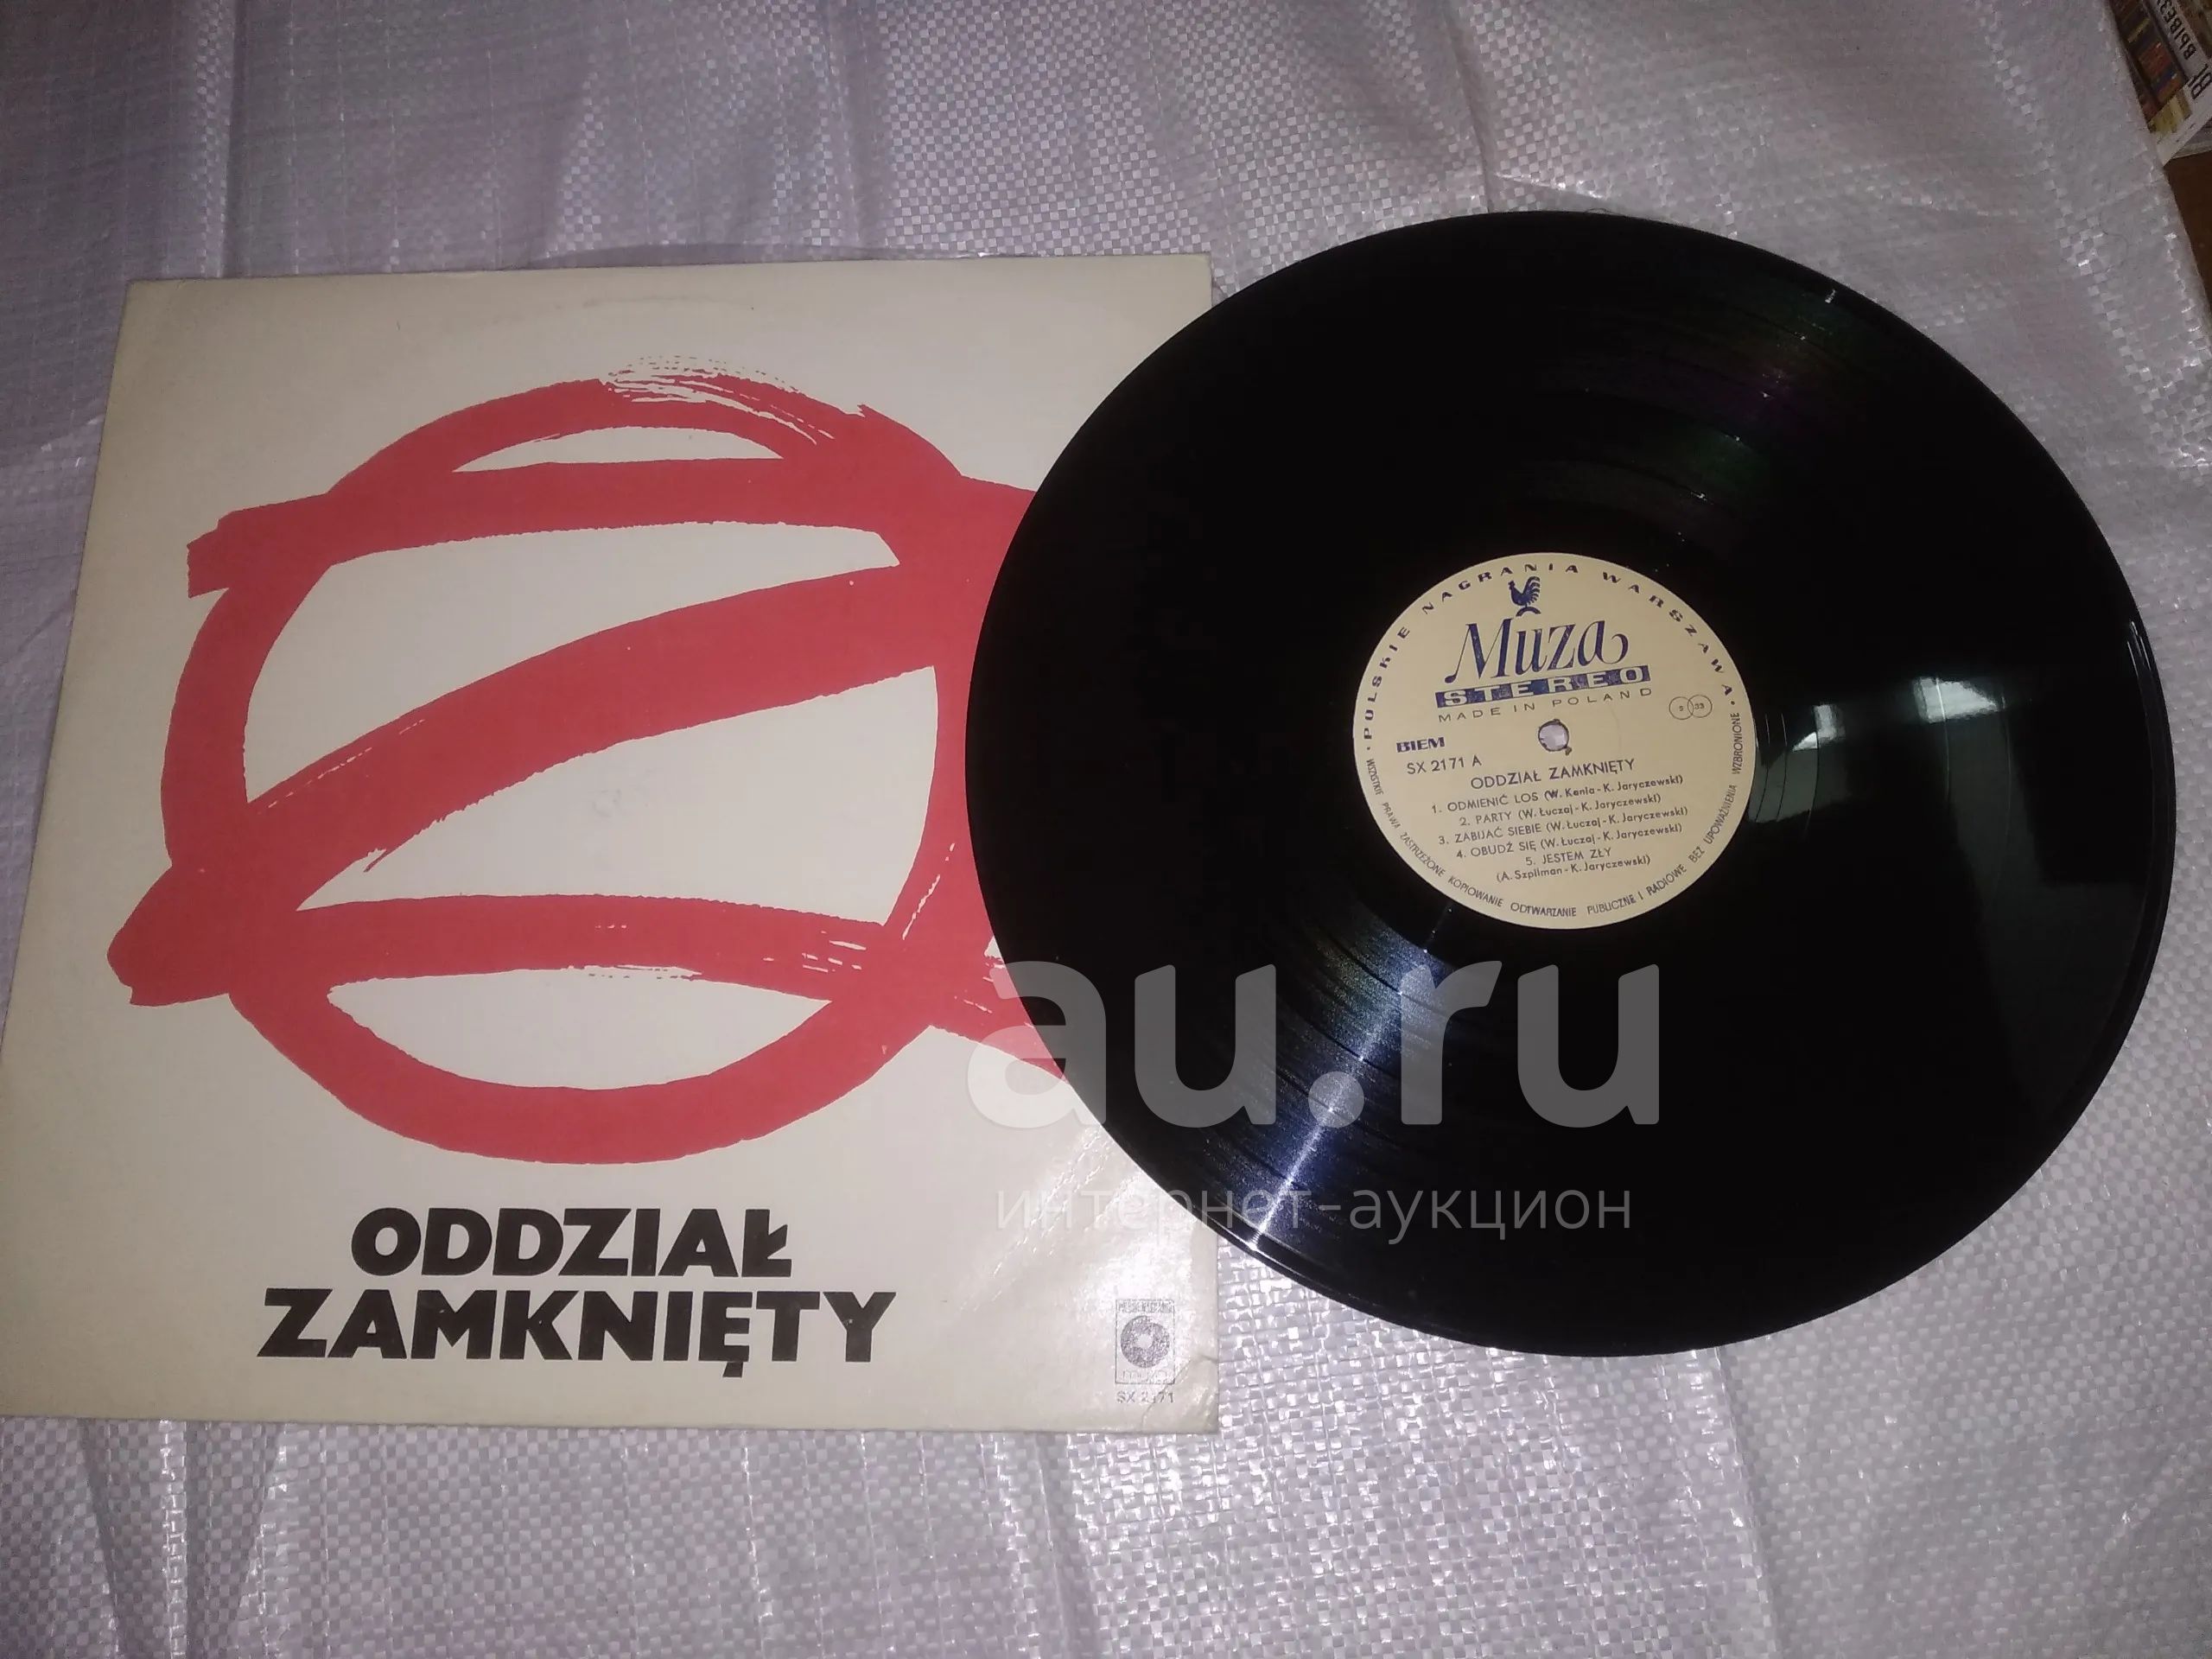 ODDZIAŁ
ZAMKNIĘTY
SX 2171
• POLSKIE NAGRANIA WARSZAWA •
Muza
STEREO
MADE IN POLAND
BIEM
SX 2171 A
S 33
ODDZIAŁ ZAMKNIĘTY
1. ODMIENIĆ LOS (W. Kania - K. Jaryczewski)
2. PARTY (W. Łuczaj - K. Jaryczewski)
3. ZABIJAĆ SIEBIE (W. Łuczaj - K. Jaryczewski)
4. OBUDŹ SIĘ (W. Łuczaj - K. Jaryczewski)
5. JESTEM ZŁY
(A. Szpilman - K. Jaryczewski)
WSZYSTKIE PRAWA ZASTRZEŻONE KOPIOWANIE ODTWARZANIE PUBLICZNE I RADIOWE BEZ UPOWAŻNIENIA WZBRONIONE
au.ru
интернет-аукцион